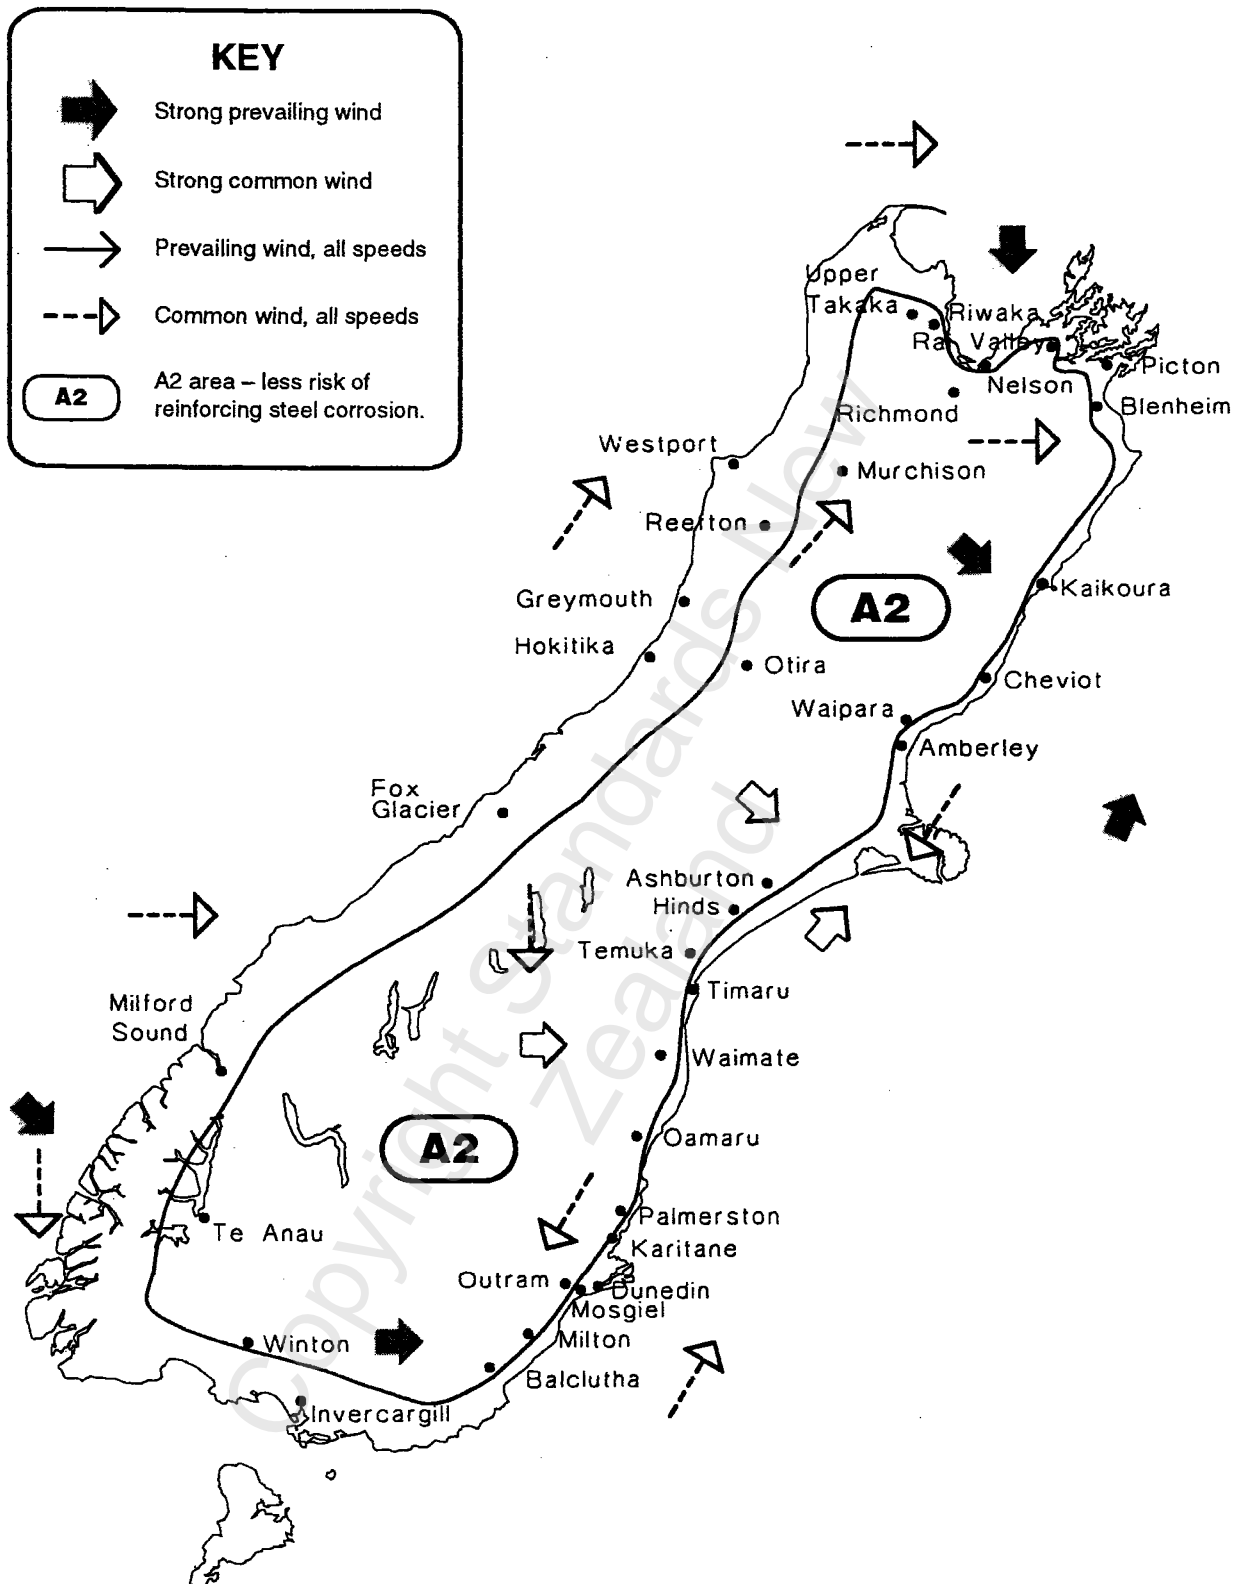 KEY
Strong prevailing wind
Strong common wind
Prevailing wind, all speeds
Common wind, all speeds
A2
A2 area – less risk of
reinforcing steel corrosion.
Upper
Takaka
Riwaka
Rai Valley
Picton
Nelson
Blenheim
Richmond
Westport
Murchison
Reefton
Kaikoura
Greymouth
A2
Hokitika
Otira
Cheviot
Waipara
Amberley
Fox
Glacier
Ashburton
Hinds
Temuka
Timaru
Milford
Sound
Waimate
Oamaru
A2
Palmerston
Te Anau
Karitane
Outram
Dunedin
Mosgiel
Milton
Winton
Balclutha
Invercargill
Copyright Standards New
Zealand